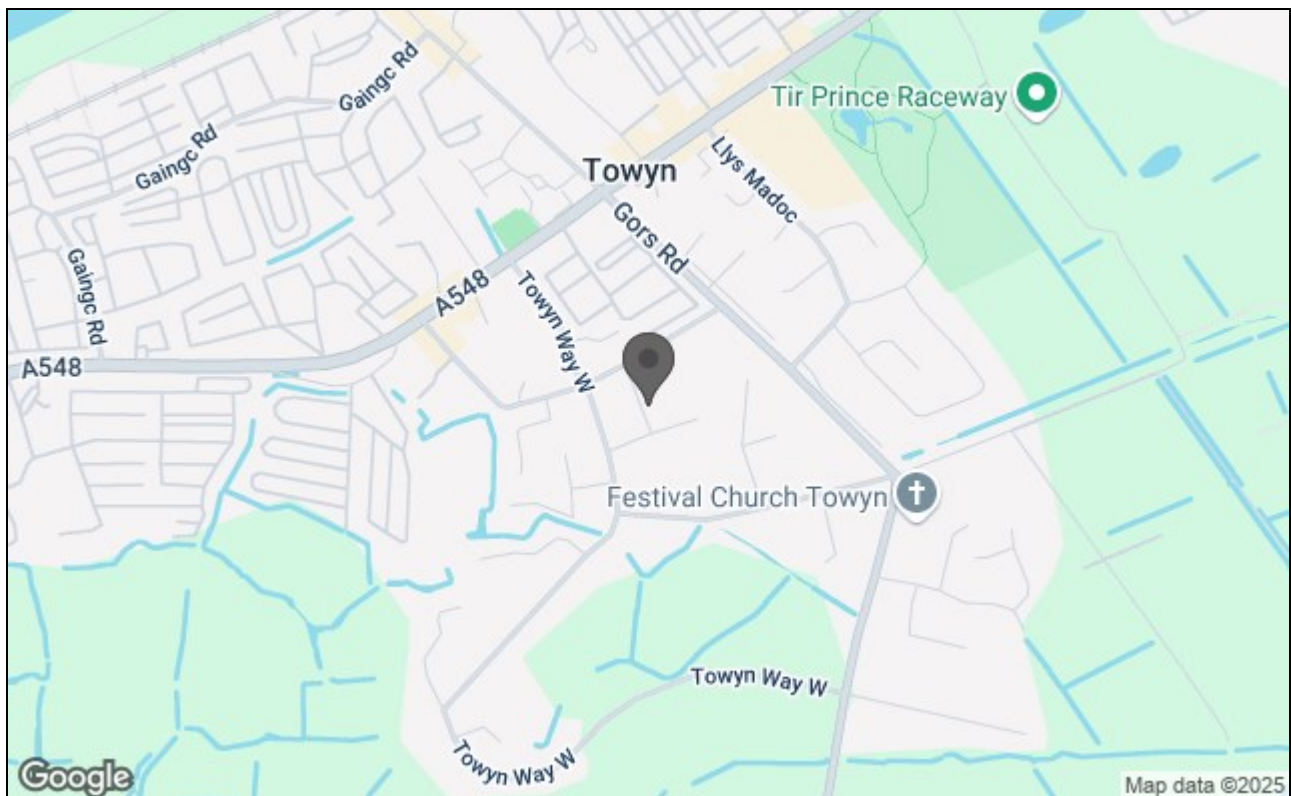 Gaingc Rd
Tir Prince Raceway
Gaingc Rd
Llys Madoc
Towyn
Gors Rd
Gaingc Rd
A548
Towyn Way W
A548
Festival Church Towyn
Towyn Way W
Towyn Way W
Google
Map data ©2025